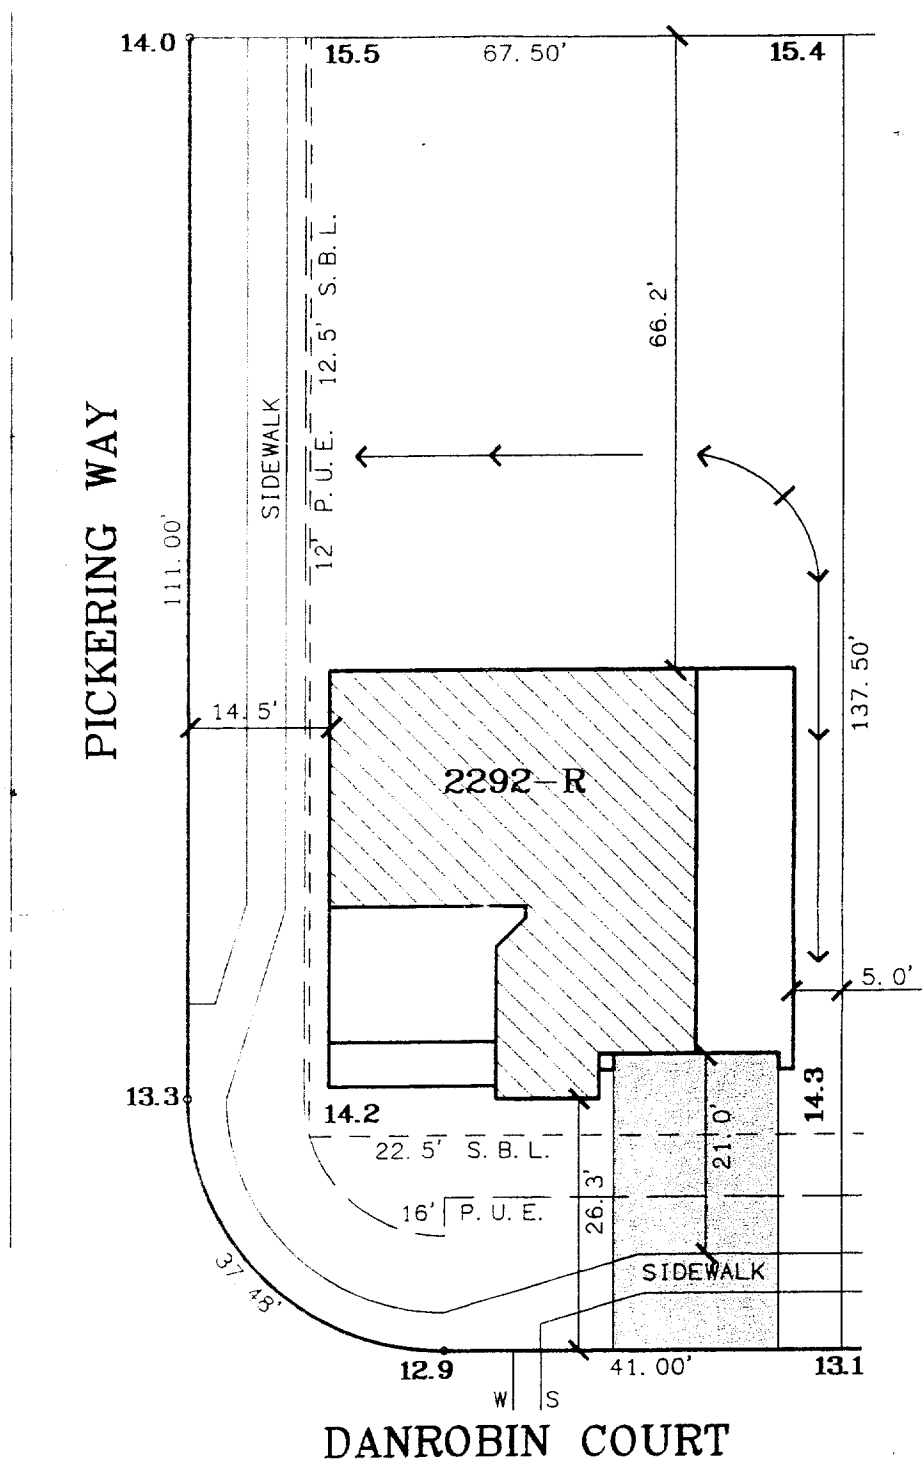 14.0
15.5
67.50'
15.4
12.5' S.B.L.
66.2'
SIDEWALK
12' P.U.E.
PICKERING WAY
111.00'
137.50'
14.5'
2292-R
5.0'
13.3
14.2
14.3
21.0'
22.5' S.B.L.
26.3'
16' P.U.E.
37.48'
SIDEWALK
12.9
41.00'
13.1
W S
DANROBIN COURT